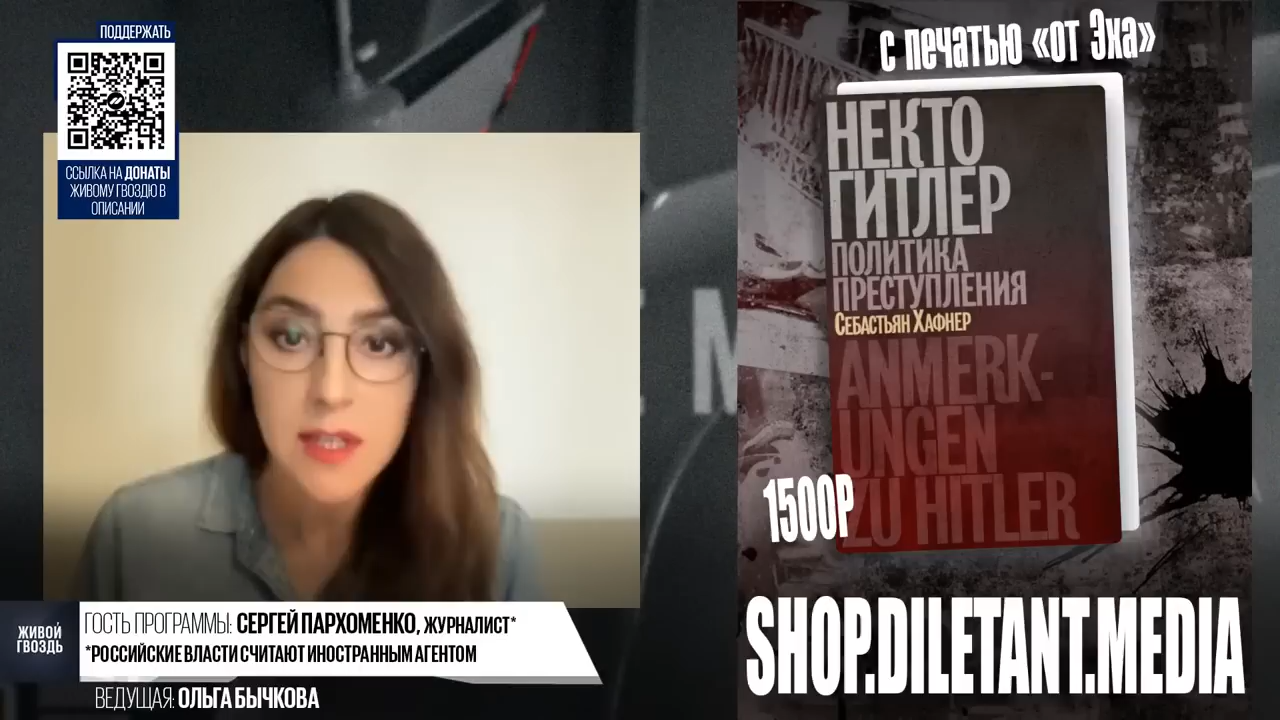 ПОДДЕРЖАТЬ
ССЫЛКА НА ДОНАТЫ
ЖИВОМУ ГВОЗДЮ В
ОПИСАНИИ
с печатью «от Эха»
НЕКТО
ГИТЛЕР
ПОЛИТИКА
ПРЕСТУПЛЕНИЯ
СЕБАСТЬЯН ХАФНЕР
ANMERK-
UNGEN
ZU HITLER
1500Р
SHOP.DILETANT.MEDIA
ЖИВОЙ
ГВОЗДЬ
ГОСТЬ ПРОГРАММЫ: СЕРГЕЙ ПАРХОМЕНКО, ЖУРНАЛИСТ*
*РОССИЙСКИЕ ВЛАСТИ СЧИТАЮТ ИНОСТРАННЫМ АГЕНТОМ
ВЕДУЩАЯ: ОЛЬГА БЫЧКОВА